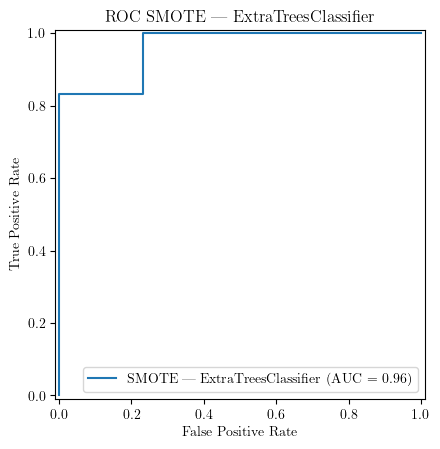 ROC SMOTE — ExtraTreesClassifier
1.0
0.8
0.6
0.4
0.2
0.0
True Positive Rate
SMOTE — ExtraTreesClassifier (AUC = 0.96)
0.0 0.2 0.4 0.6 0.8 1.0
False Positive Rate